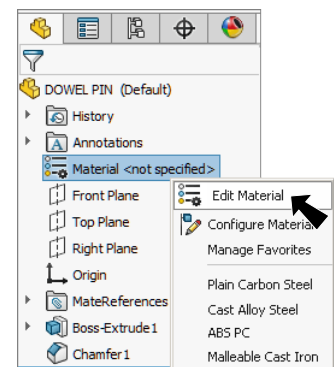 DOWEL PIN (Default)
History
Annotations
Material <not specified>
Edit Material
Front Plane
Configure Material
Top Plane
Manage Favorites
Right Plane
Origin
Plain Carbon Steel
MateReferences
Cast Alloy Steel
Boss-Extrude1
ABS PC
Chamfer1
Malleable Cast Iron